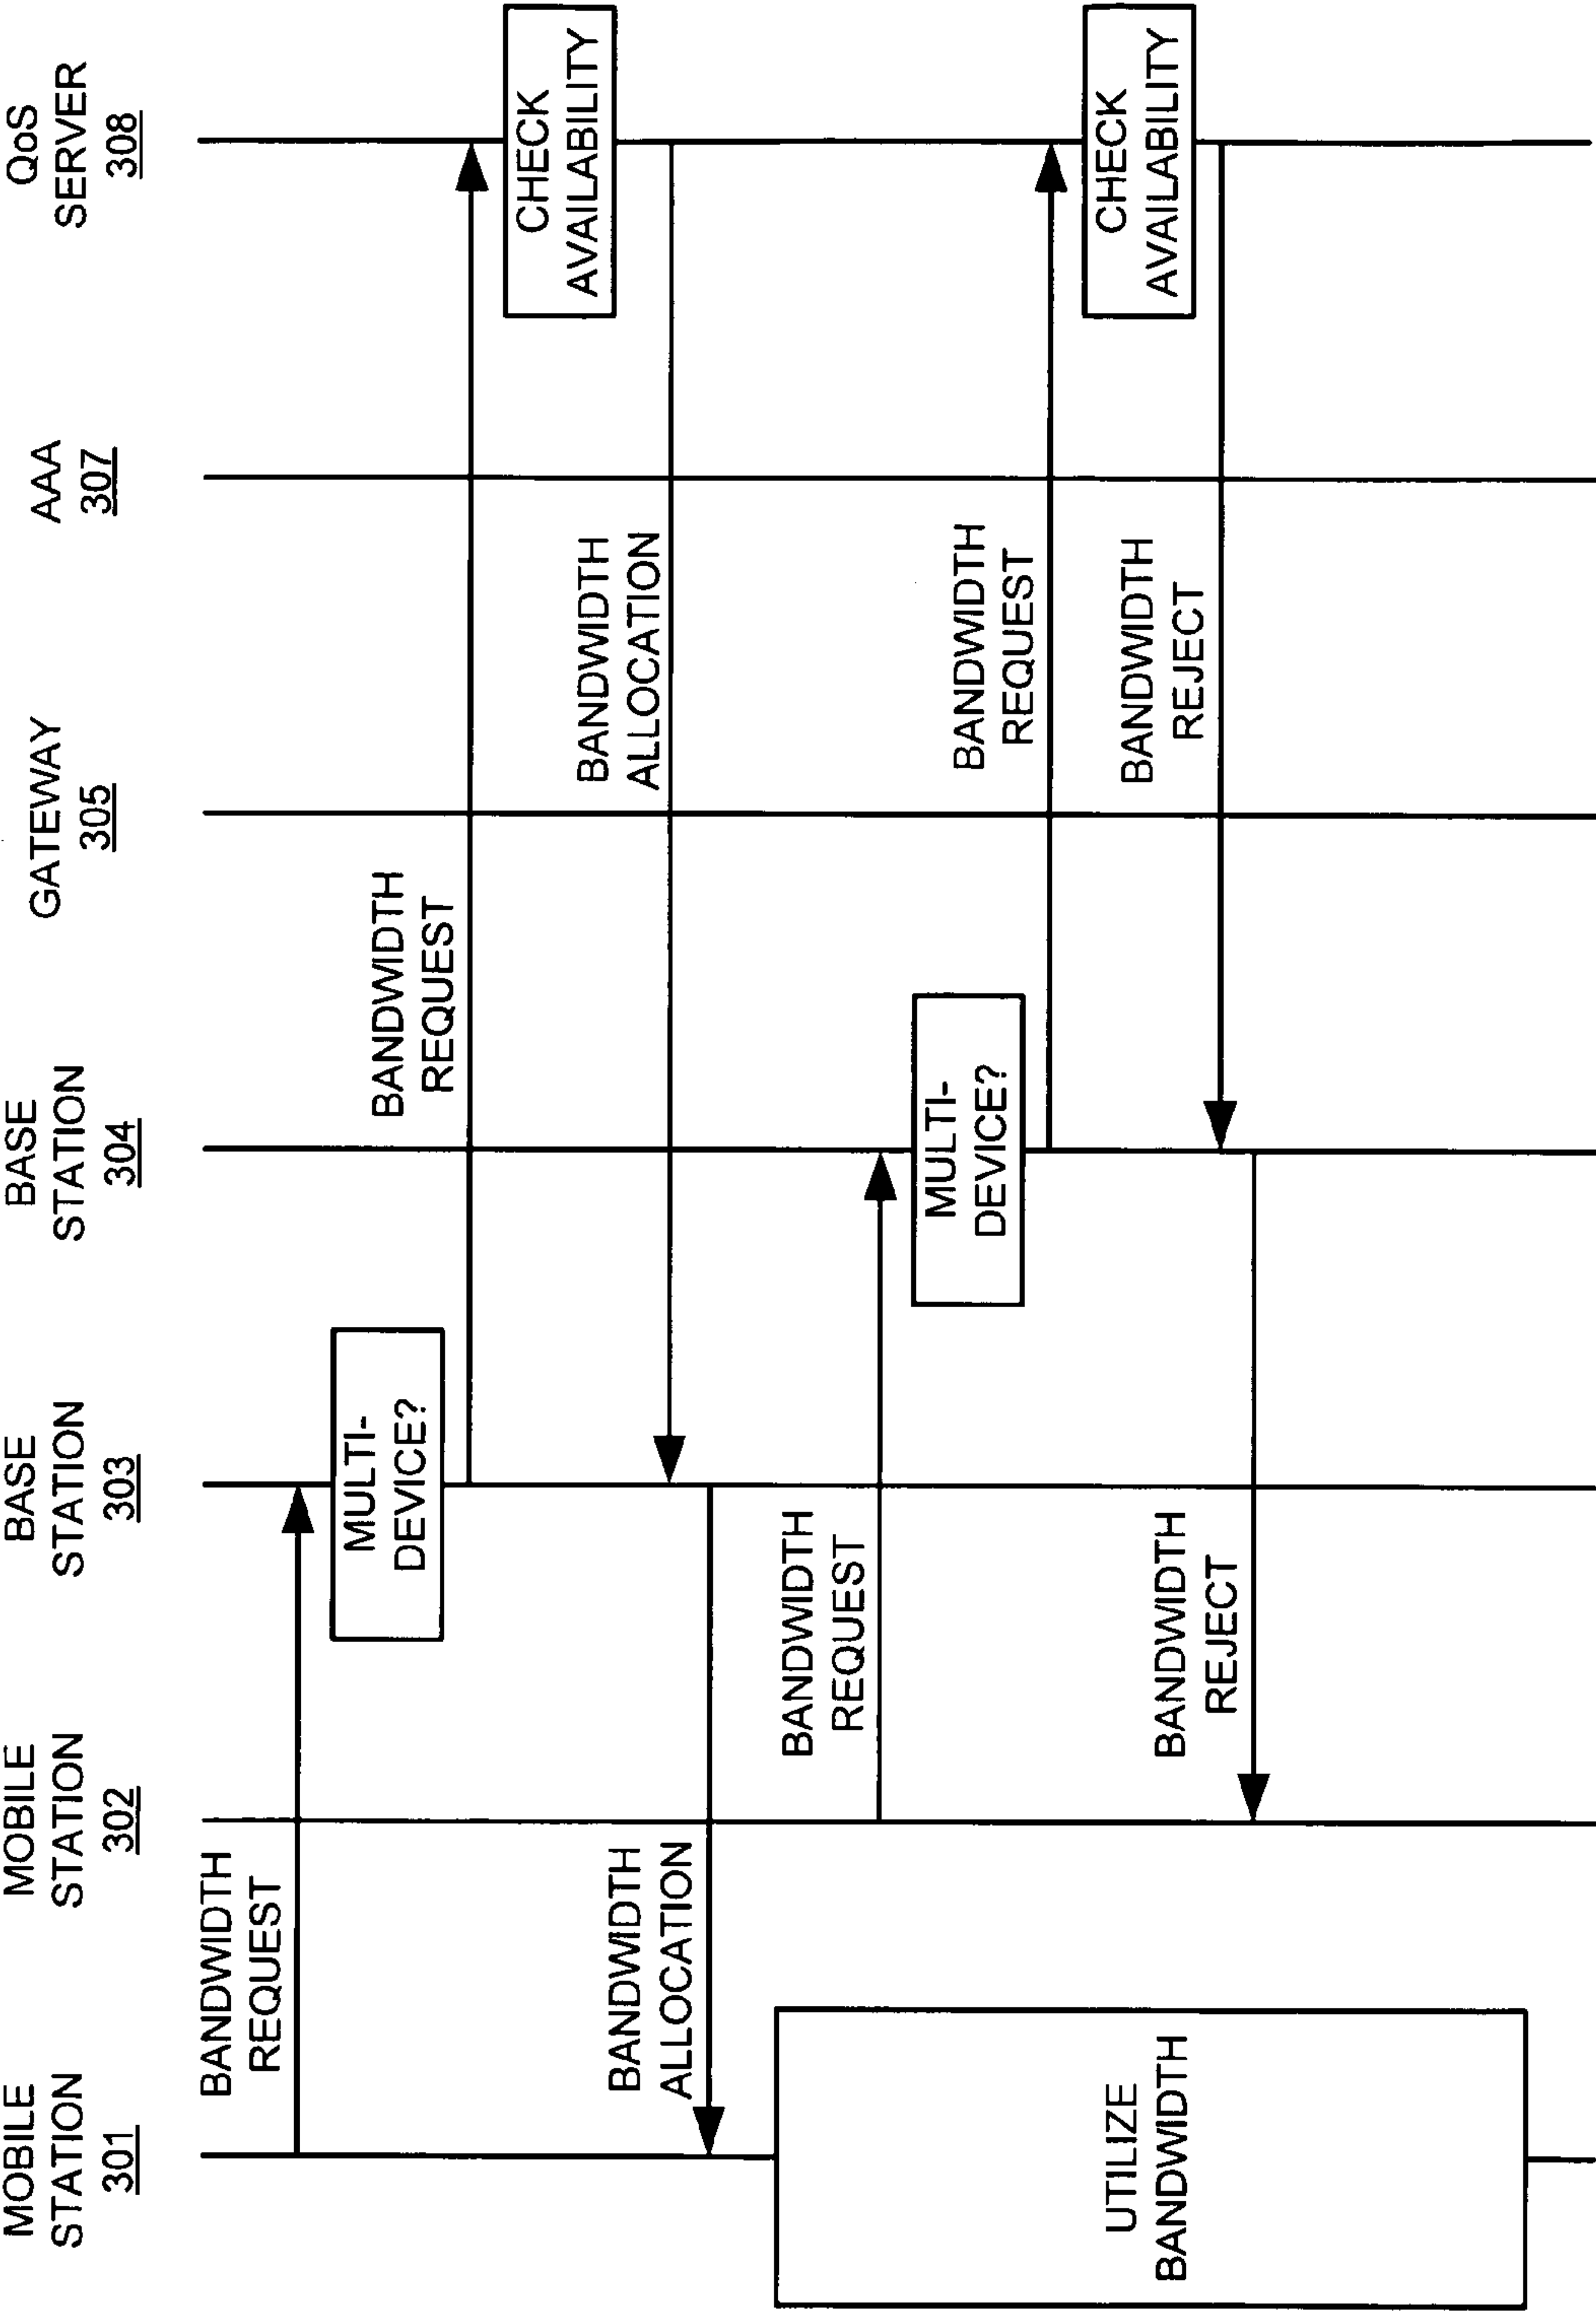 MOBILE
STATION
301
MOBILE
STATION
302
BASE
STATION
303
BASE
STATION
304
GATEWAY
305
AAA
307
QoS
SERVER
308
BANDWIDTH
REQUEST
MULTI-
DEVICE?
BANDWIDTH
REQUEST
CHECK
AVAILABILITY
BANDWIDTH
ALLOCATION
BANDWIDTH
ALLOCATION
UTILIZE
BANDWIDTH
BANDWIDTH
REQUEST
MULTI-
DEVICE?
BANDWIDTH
REQUEST
CHECK
AVAILABILITY
BANDWIDTH
REJECT
BANDWIDTH
REJECT